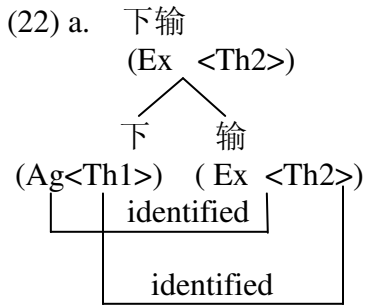 (22) a. 下输
(Ex <Th2>)
下 输
(Ag<Th1>) ( Ex <Th2>)
identified
identified